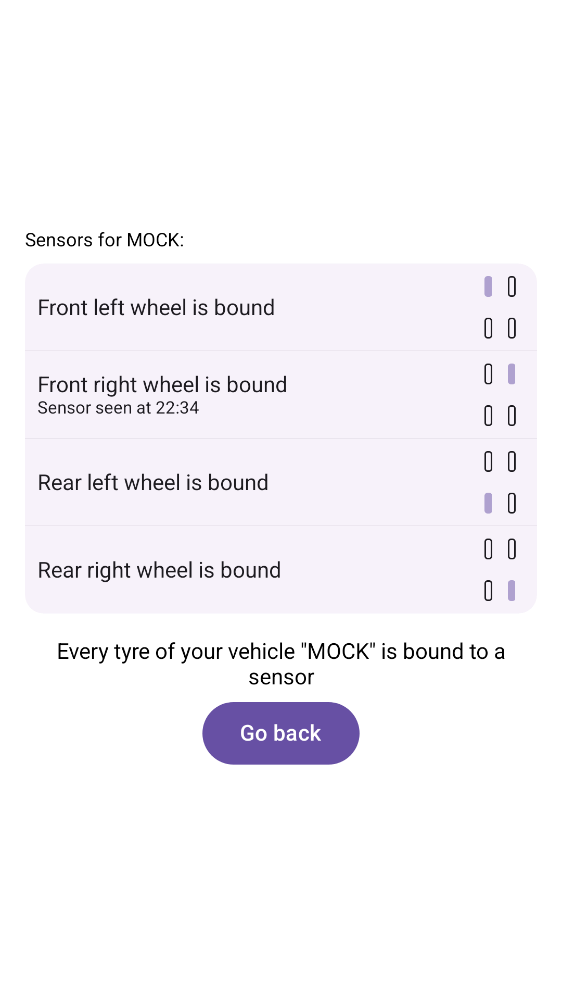 Sensors for MOCK:
Front left wheel is bound
Front right wheel is bound
Sensor seen at 22:34
Rear left wheel is bound
Rear right wheel is bound
Every tyre of your vehicle "MOCK" is bound to a
sensor
Go back